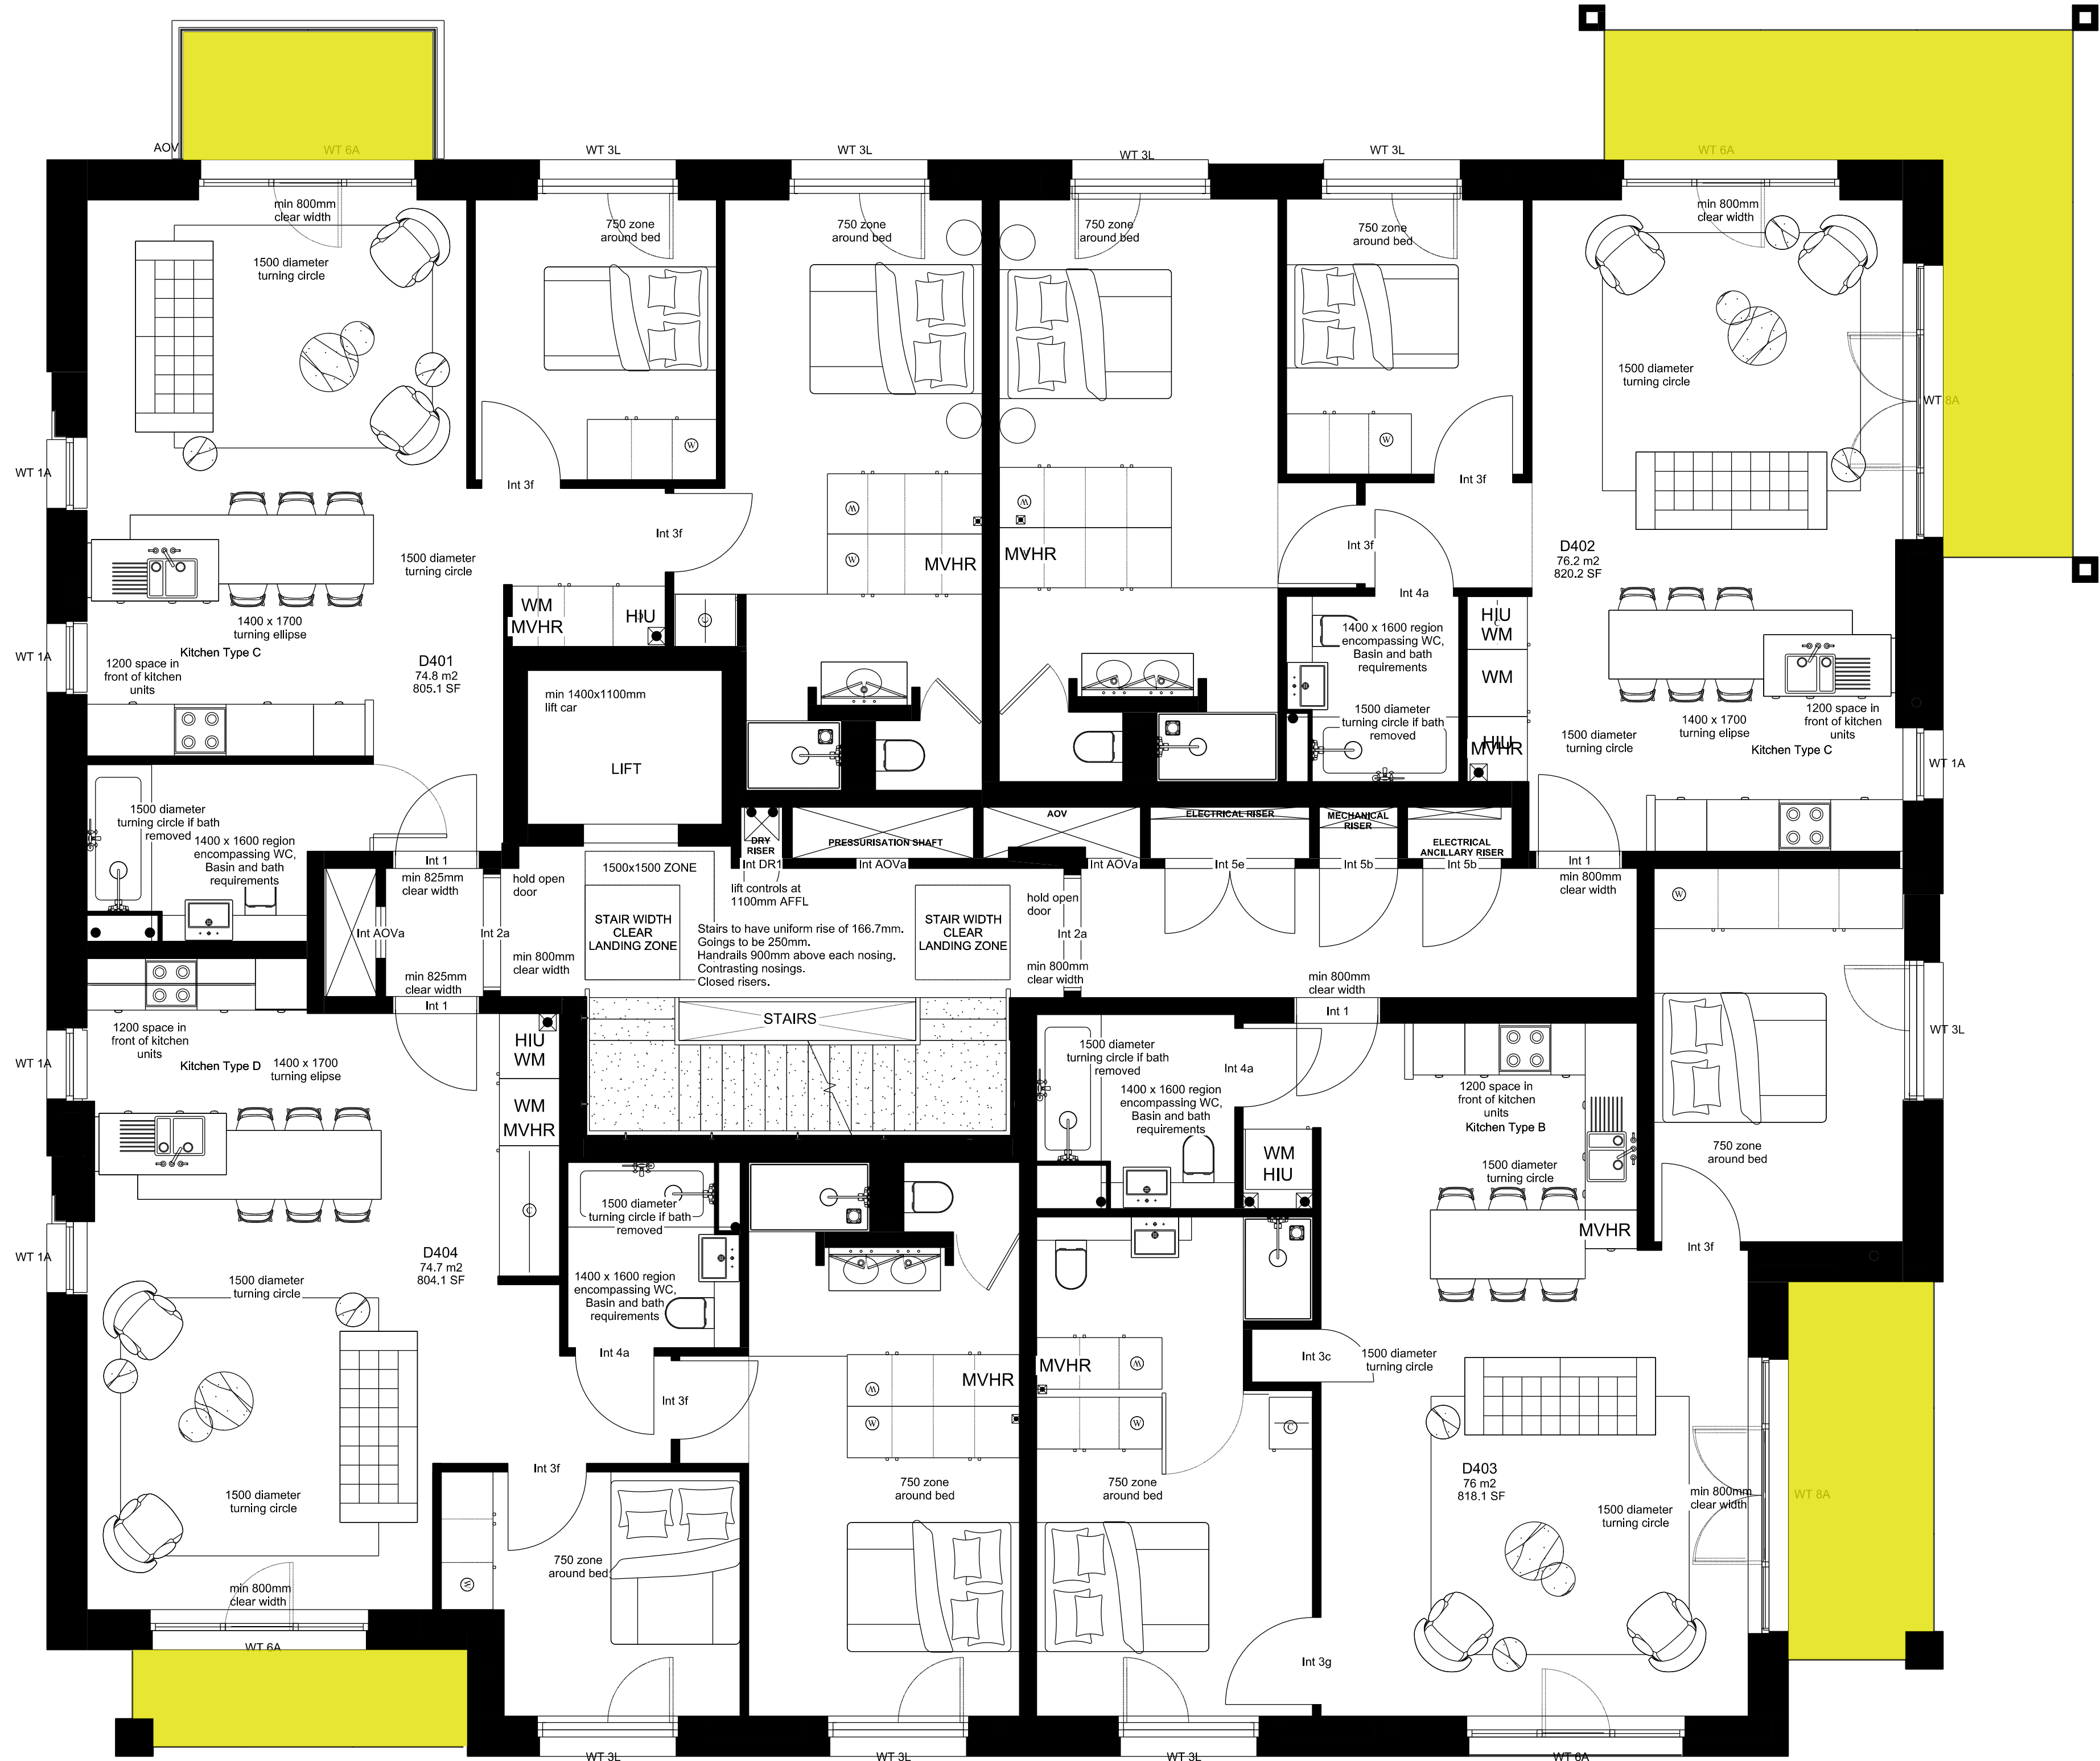 AOV
WT 6A
WT 3L
WT 3L
WT 3L
WT 3L
WT 6A
min 800mm
clear width
1500 diameter
turning circle
750 zone
around bed
750 zone
around bed
750 zone
around bed
750 zone
around bed
min 800mm
clear width
1500 diameter
turning circle
WT 8A
WT 1A
W
Int 3f
W
W
MVHR
Int 3f
W
MVHR
W
Int 3f
Int 3f
1500 diameter
turning circle
D402
76.2 m2
820.2 SF
1400 x 1700
turning ellipse
Kitchen Type C
WT 1A
1200 space in
front of kitchen
units
D401
74.8 m2
805.1 SF
WM
MVHR
HIU
C
Int 4a
1400 x 1600 region
encompassing WC,
Basin and bath
requirements
1500 diameter
turning circle if bath
removed
HIU
WM
WM
HIU
MVHR
1500 diameter
turning circle
1400 x 1700
turning elipse
1200 space in
front of kitchen
units
Kitchen Type C
WT 1A
min 1400x1100mm
lift car
LIFT
1500 diameter
turning circle if bath
removed
1400 x 1600 region
encompassing WC,
Basin and bath
requirements
Int 1
min 825mm
clear width
hold open
door
1500x1500 ZONE
DRY
RISER
Int DR1
PRESSURISATION SHAFT
Int AOVa
AOV
Int AOVa
ELECTRICAL RISER
Int 5e
MECHANICAL
RISER
Int 5b
ELECTRICAL
ANCILLARY RISER
Int 5b
Int 1
min 800mm
clear width
lift controls at
1100mm AFFL
STAIR WIDTH
CLEAR
LANDING ZONE
Stairs to have uniform rise of 166.7mm.
Goings to be 250mm.
Handrails 900mm above each nosing.
Contrasting nosings.
Closed risers.
STAIR WIDTH
CLEAR
LANDING ZONE
hold open
door
Int 2a
min 800mm
clear width
Int AOVa
Int 2a
min 800mm
clear width
min 825mm
clear width
Int 1
min 800mm
clear width
Int 1
W
WT 3L
STAIRS
1200 space in
front of kitchen
units
WT 1A
Kitchen Type D
1400 x 1700
turning elipse
HIU
WM
WM
MVHR
C
1500 diameter
turning circle if bath
removed
1400 x 1600 region
encompassing WC,
Basin and bath
requirements
Int 4a
WM
HIU
1200 space in
front of kitchen
units
Kitchen Type B
1500 diameter
turning circle
MVHR
750 zone
around bed
Int 3f
WT 1A
D404
74.7 m2
804.1 SF
1500 diameter
turning circle
1500 diameter
turning circle if bath
removed
1400 x 1600 region
encompassing WC,
Basin and bath
requirements
Int 4a
Int 3f
MVHR
W
W
MVHR
W
W
Int 3c
1500 diameter
turning circle
C
Int 3f
750 zone
around bed
750 zone
around bed
D403
76 m2
818.1 SF
min 800mm
clear width
WT 8A
1500 diameter
turning circle
1500 diameter
turning circle
750 zone
around bed
W
min 800mm
clear width
WT 6A
Int 3g
WT 3L
WT 3L
WT 3L
WT 6A